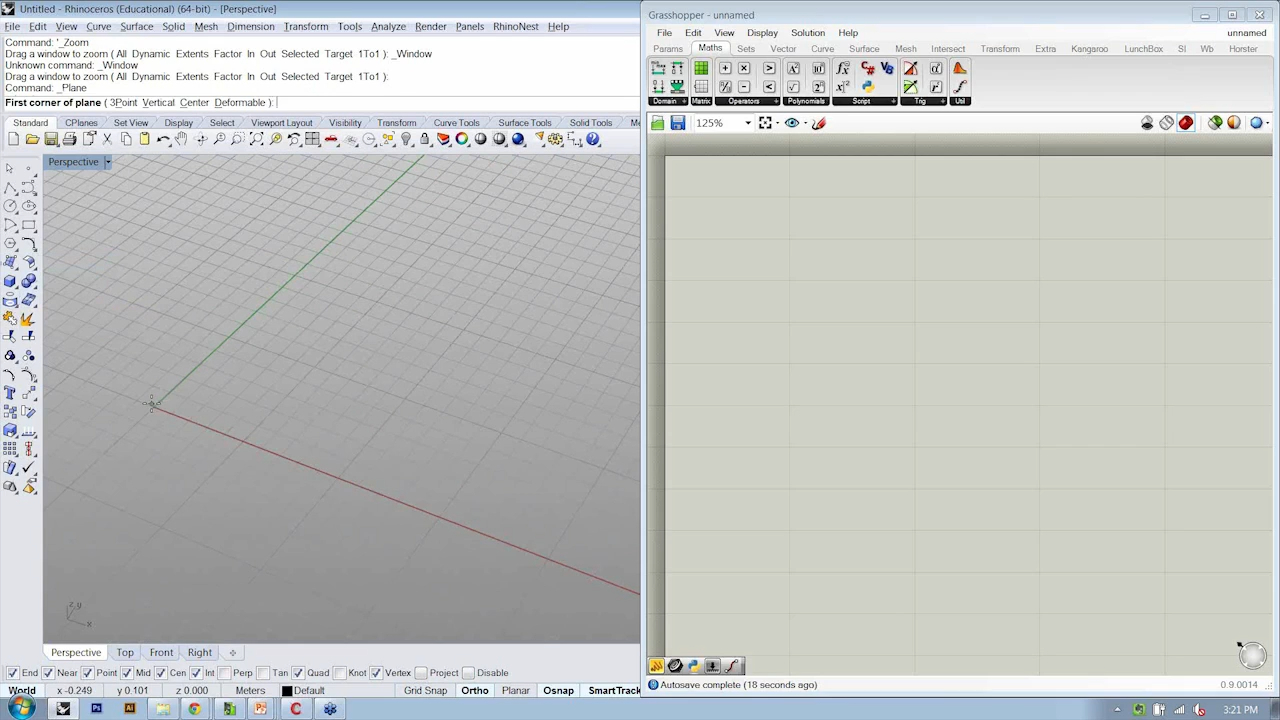 Untitled - Rhinoceros (Educational) (64-bit) - [Perspective]
File Edit View Curve Surface Solid Mesh Dimension Transform Tools Analyze Render Panels RhinoNest Help
Command: '_Zoom
Drag a window to zoom ( All Dynamic Extents Factor In Out Selected Target 1To1 ): _Window
Unknown command: _Window
Drag a window to zoom ( All Dynamic Extents Factor In Out Selected Target 1To1 ):
Command: _Plane
First corner of plane ( 3Point Vertical Center Deformable ):
Standard CPlanes Set View Display Select Viewport Layout Visibility Transform Curve Tools Surface Tools Solid Tools Me
Perspective
z y
x
Perspective Top Front Right
End Near Point Mid Cen Int Perp Tan Quad Knot Vertex Project Disable
World x -0.249 y 0.101 z 0.000 Meters Default Grid Snap Ortho Planar Osnap SmartTrack
Grasshopper - unnamed
File Edit View Display Solution Help unnamed
Params Maths Sets Vector Curve Surface Mesh Intersect Transform Extra Kangaroo LunchBox SI Wb Horster
Domain Matrix Operators Polynomials Script Trig Util
125%
Autosave complete (18 seconds ago) 0.9.0014
3:21 PM